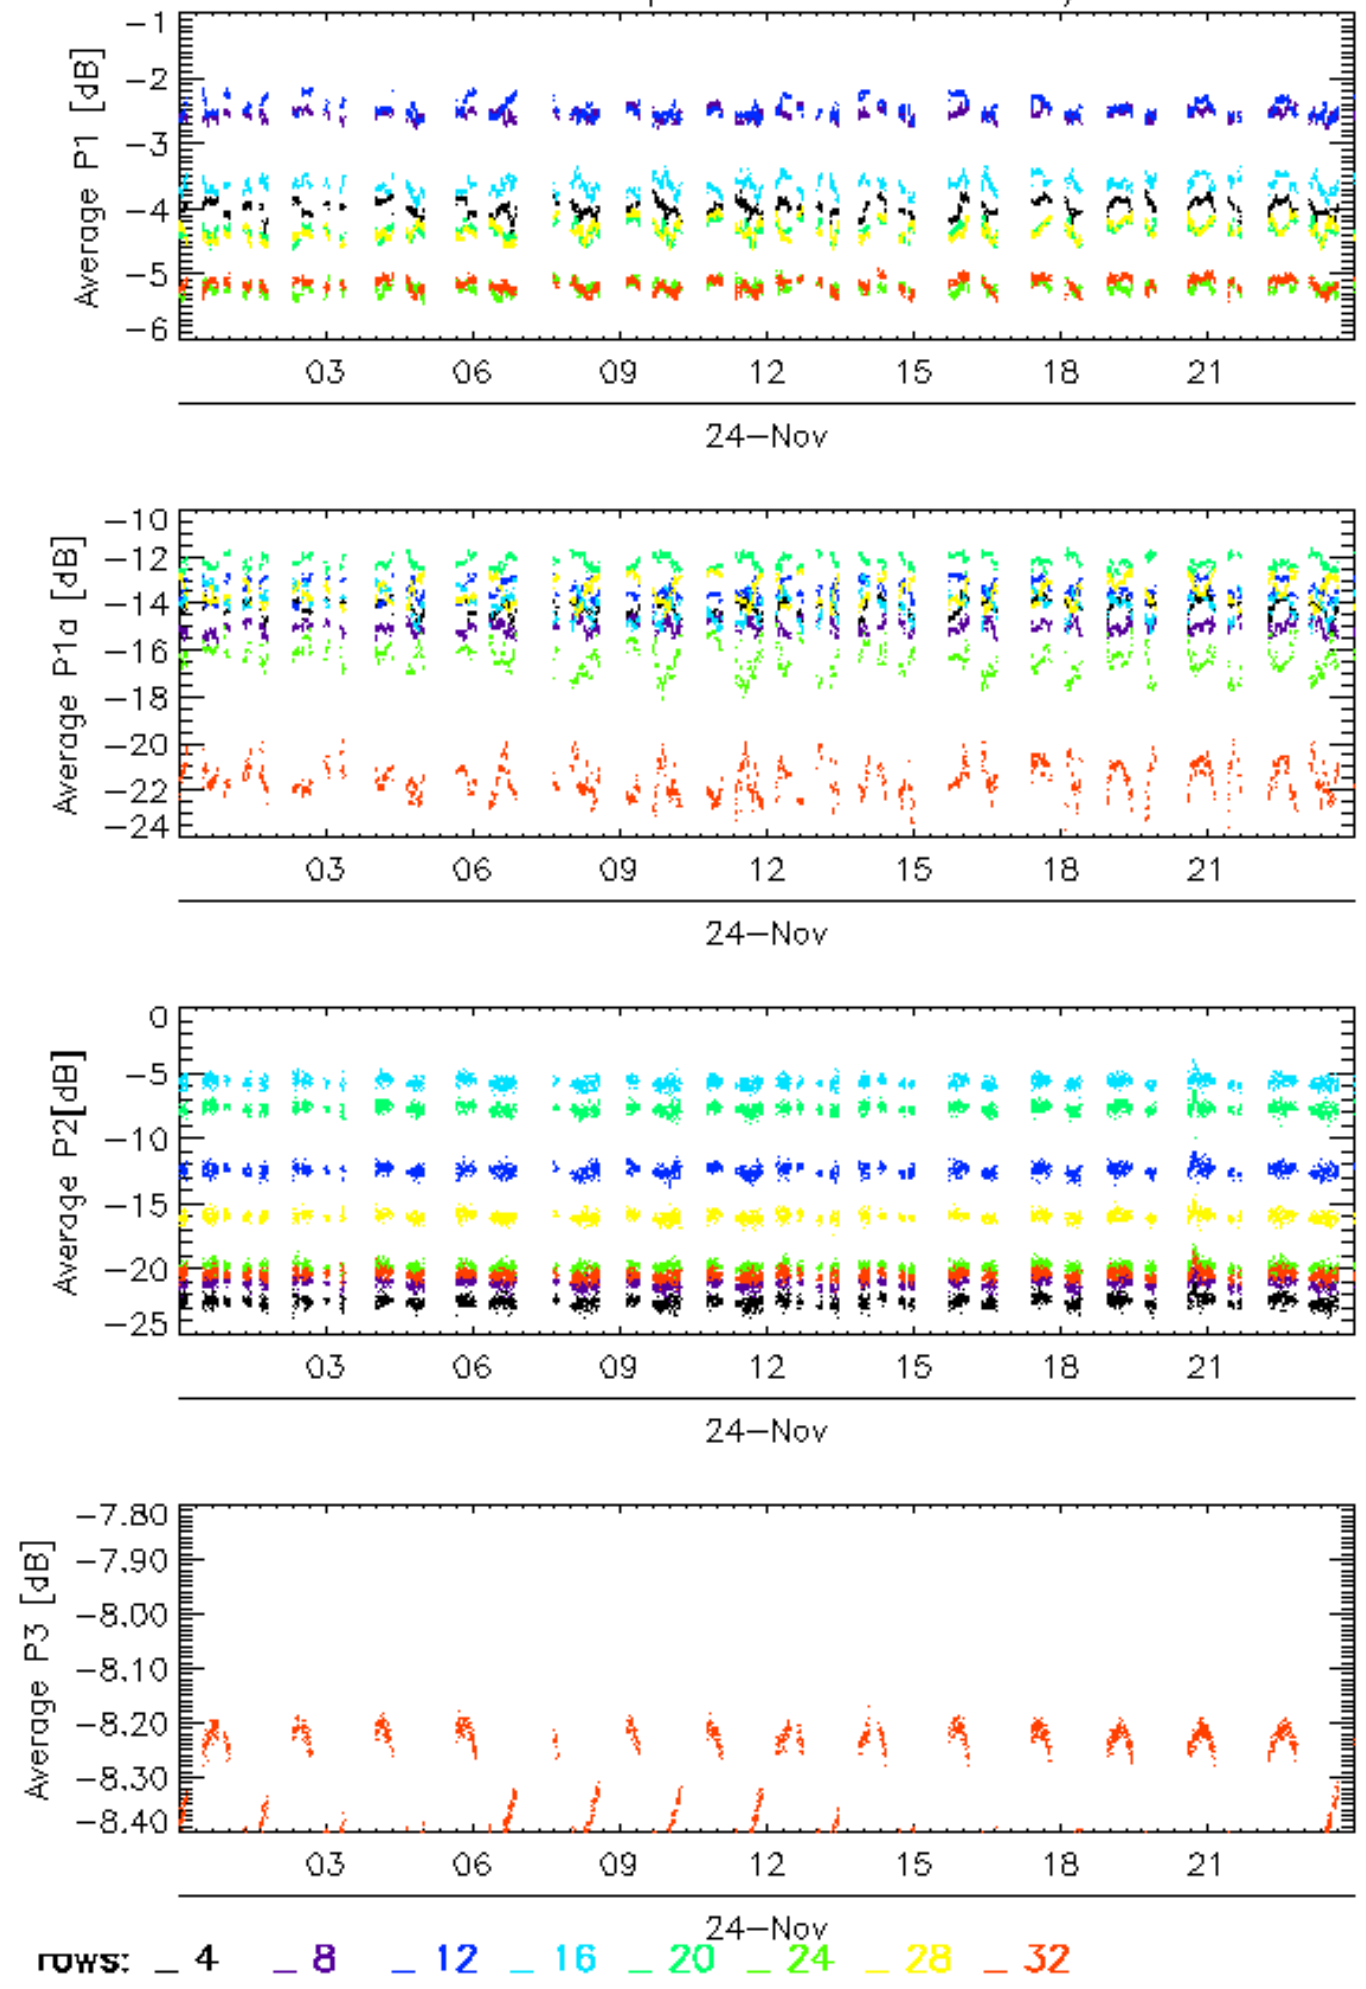 Average P1 [dB]
−1
−2
−3
−4
−5
−6
03 06 09 12 15 18 21
24−Nov
Average P1a [dB]
−10
−12
−14
−16
−18
−20
−22
−24
03 06 09 12 15 18 21
24−Nov
Average P2[dB]
0
−5
−10
−15
−20
−25
03 06 09 12 15 18 21
24−Nov
Average P3 [dB]
−7.80
−7.90
−8.00
−8.10
−8.20
−8.30
−8.40
03 06 09 12 15 18 21
24−Nov
rows: _ 4 _ 8 _ 12 _ 16 _ 20 _ 24 _ 28 _ 32